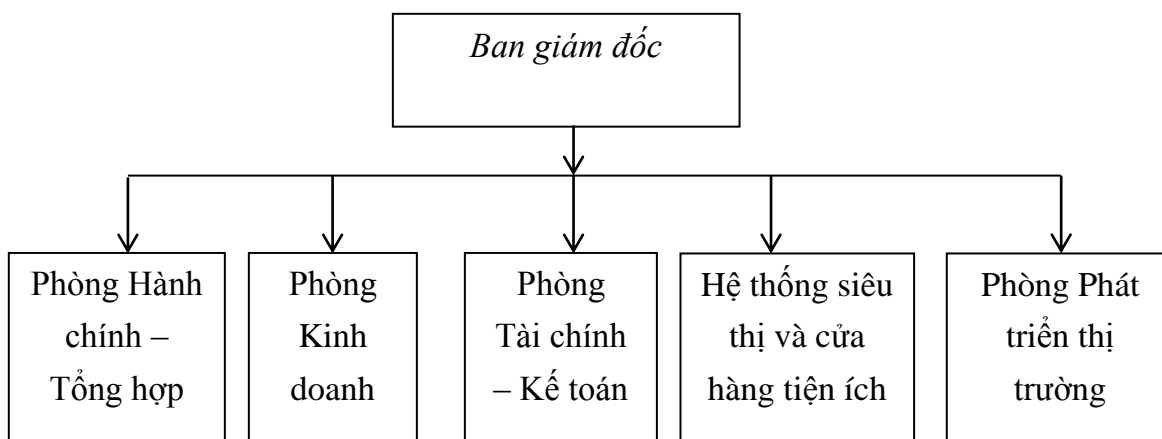 Ban giám đốc
Phòng Hành
chính –
Tổng hợp
Phòng
Kinh
doanh
Phòng
Tài chính
– Kế toán
Hệ thống siêu
thị và cửa
hàng tiện ích
Phòng Phát
triển thị
trường